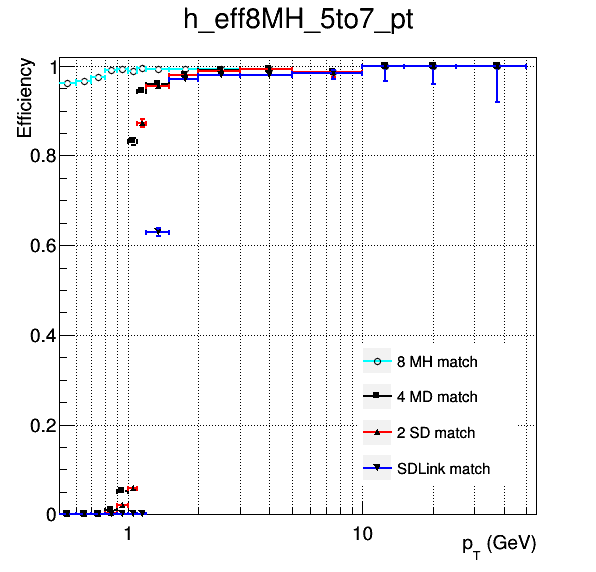 h_eff8MH_5to7_pt
Efficiency
1
0.8
0.6
0.4
0.2
0
8 MH match
4 MD match
2 SD match
SDLink match
1
10
p_T (GeV)